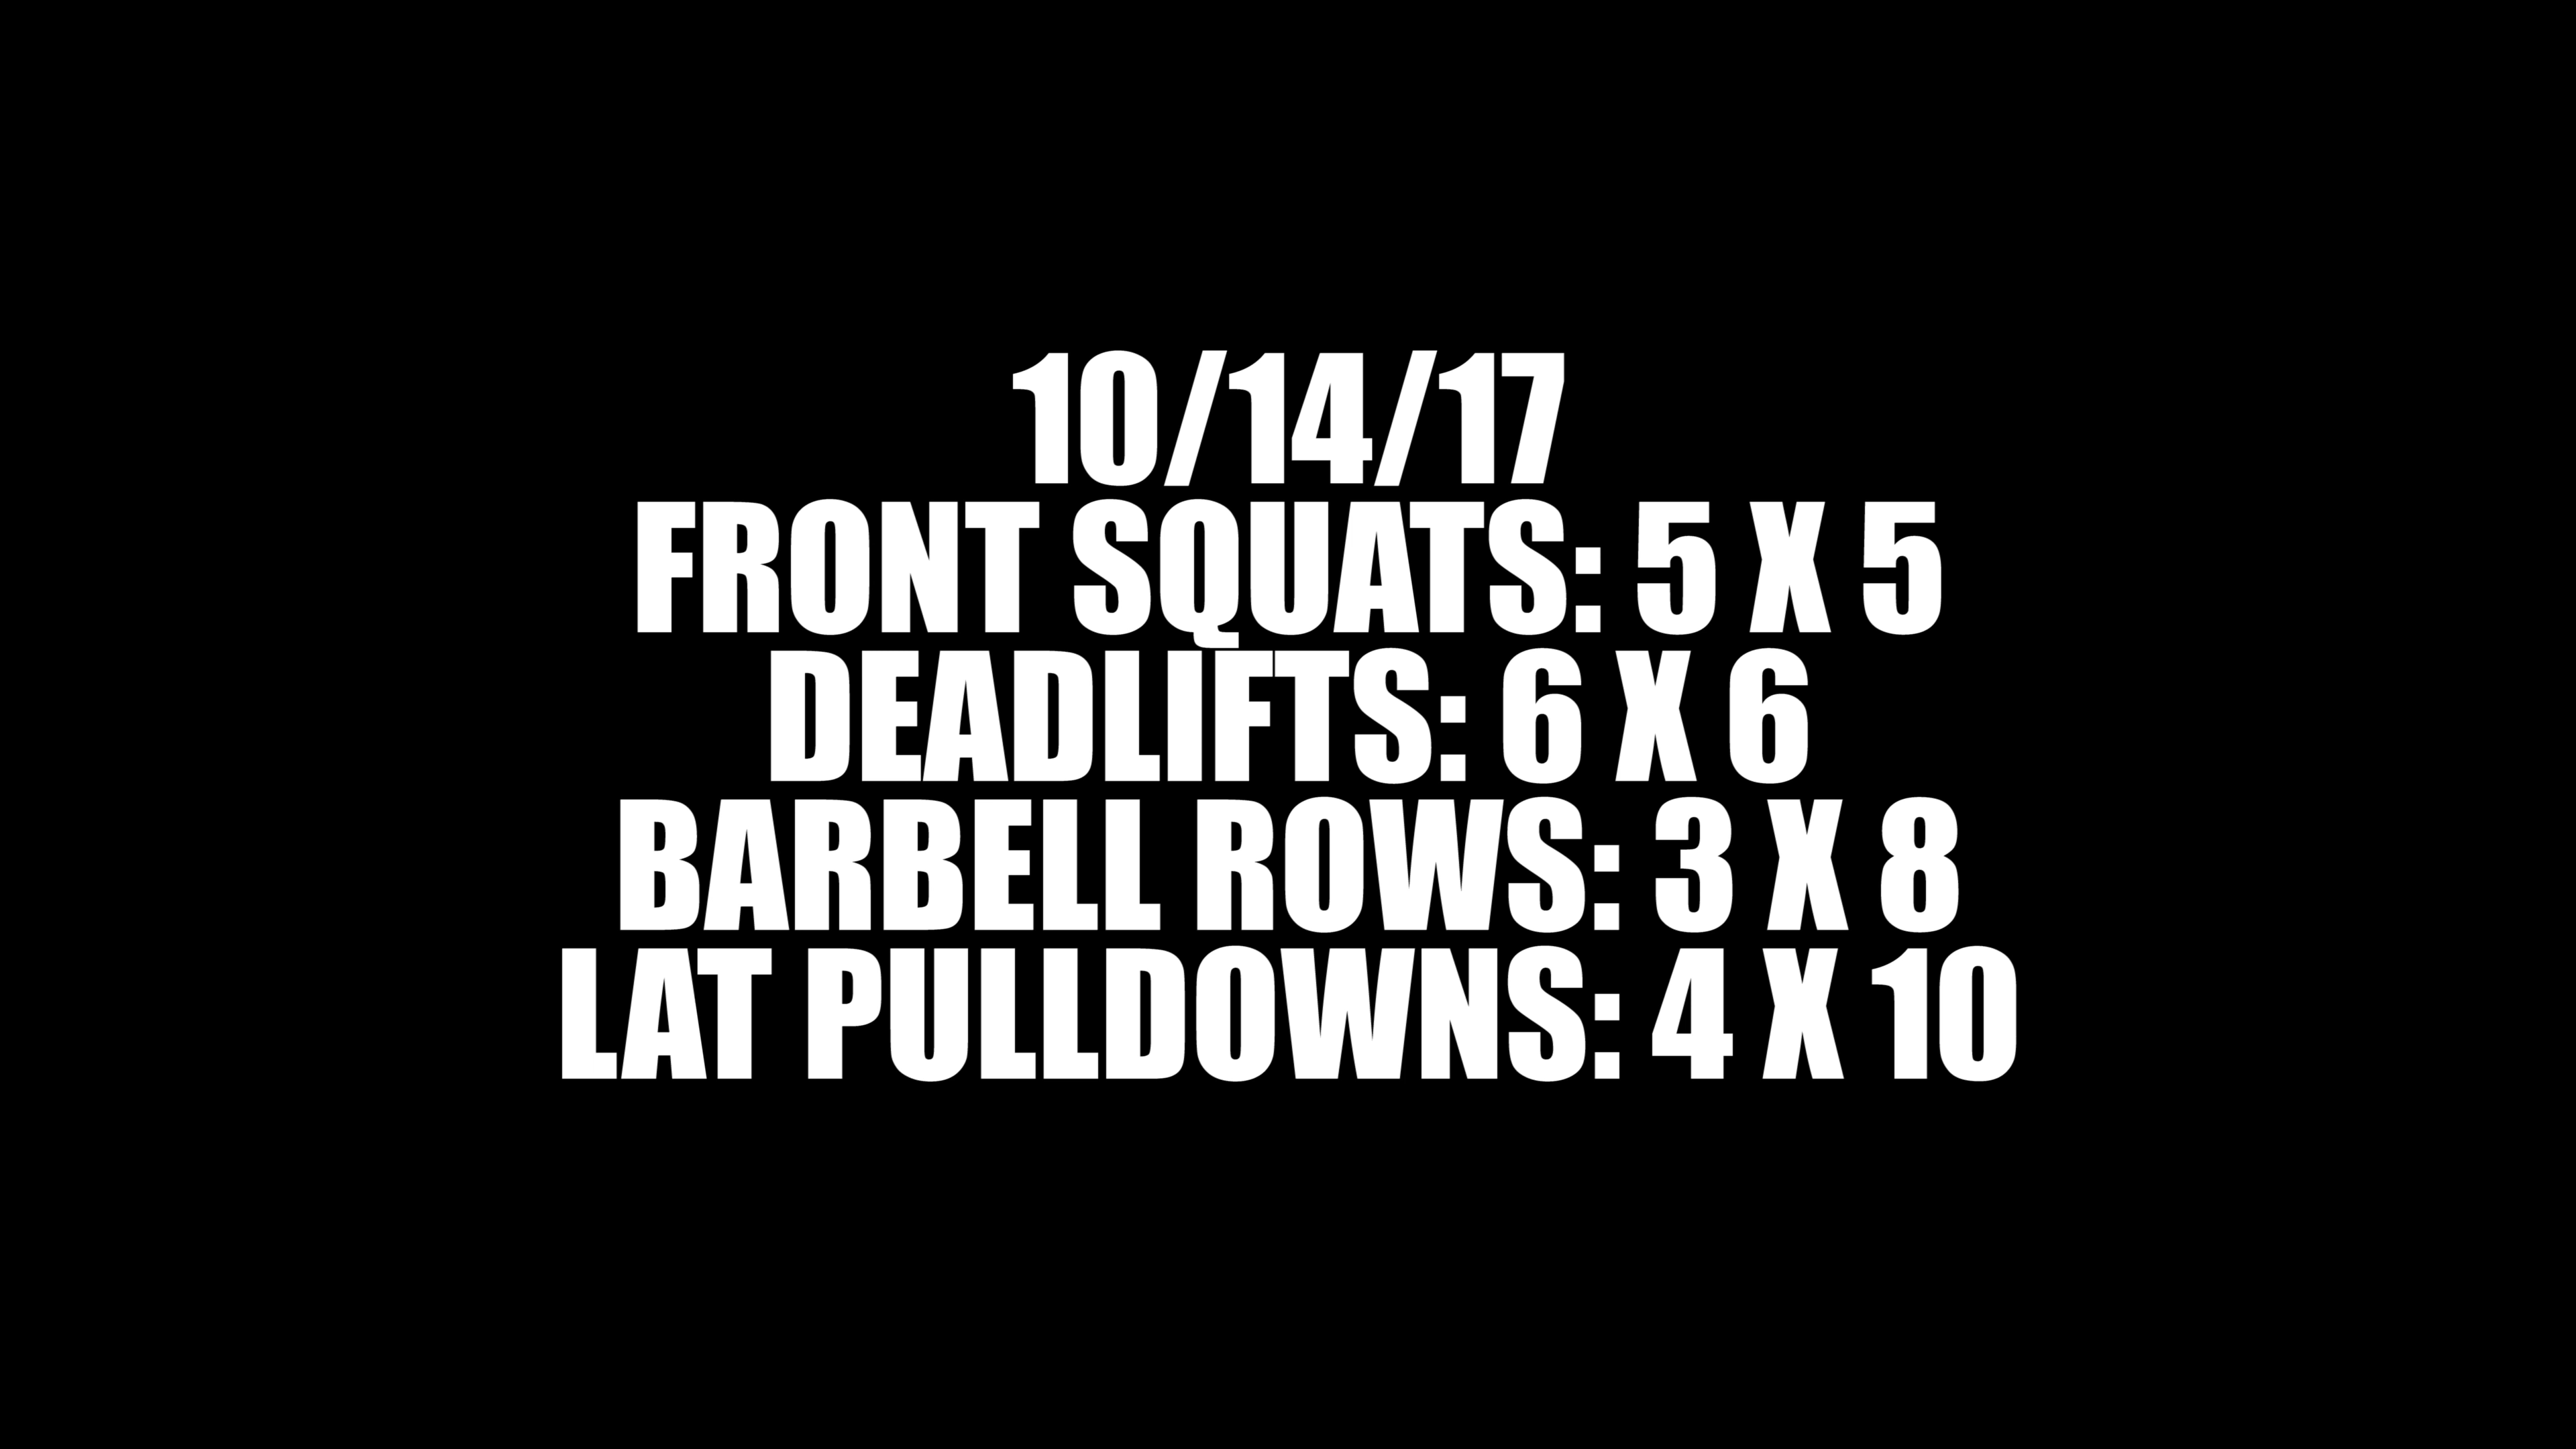 10/14/17
FRONT SQUATS: 5 X 5
DEADLIFTS: 6 X 6
BARBELL ROWS: 3 X 8
LAT PULLDOWNS: 4 X 10